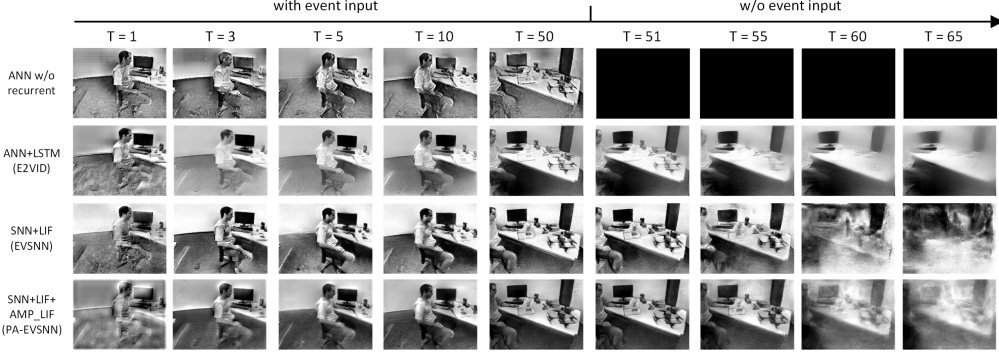 with event input
w/o event input
T = 1
T = 3
T = 5
T = 10
T = 50
T = 51
T = 55
T = 60
T = 65
ANN w/o
recurrent
ANN+LSTM
(E2VID)
SNN+LIF
(EVSNN)
SNN+LIF+
AMP_LIF
(PA-EVSNN)